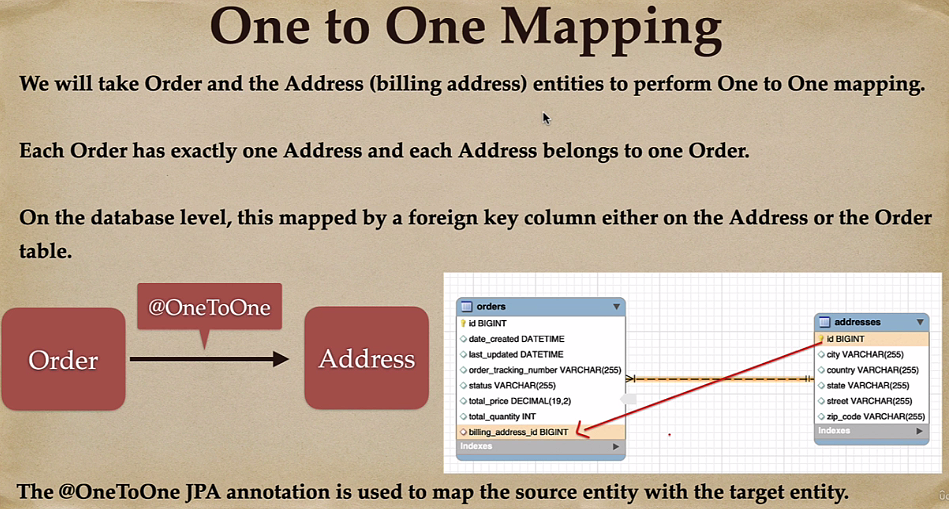 One to One Mapping
We will take Order and the Address (billing address) entities to perform One to One mapping.
Each Order has exactly one Address and each Address belongs to one Order.
On the database level, this mapped by a foreign key column either on the Address or the Order
table.
@OneToOne
Order
Address
orders
id BIGINT
date_created DATETIME
last_updated DATETIME
order_tracking_number VARCHAR(255)
status VARCHAR(255)
total_price DECIMAL(19,2)
total_quantity INT
billing_address_id BIGINT
Indexes
addresses
id BIGINT
city VARCHAR(255)
country VARCHAR(255)
state VARCHAR(255)
street VARCHAR(255)
zip_code VARCHAR(255)
Indexes
The @OneToOne JPA annotation is used to map the source entity with the target entity.